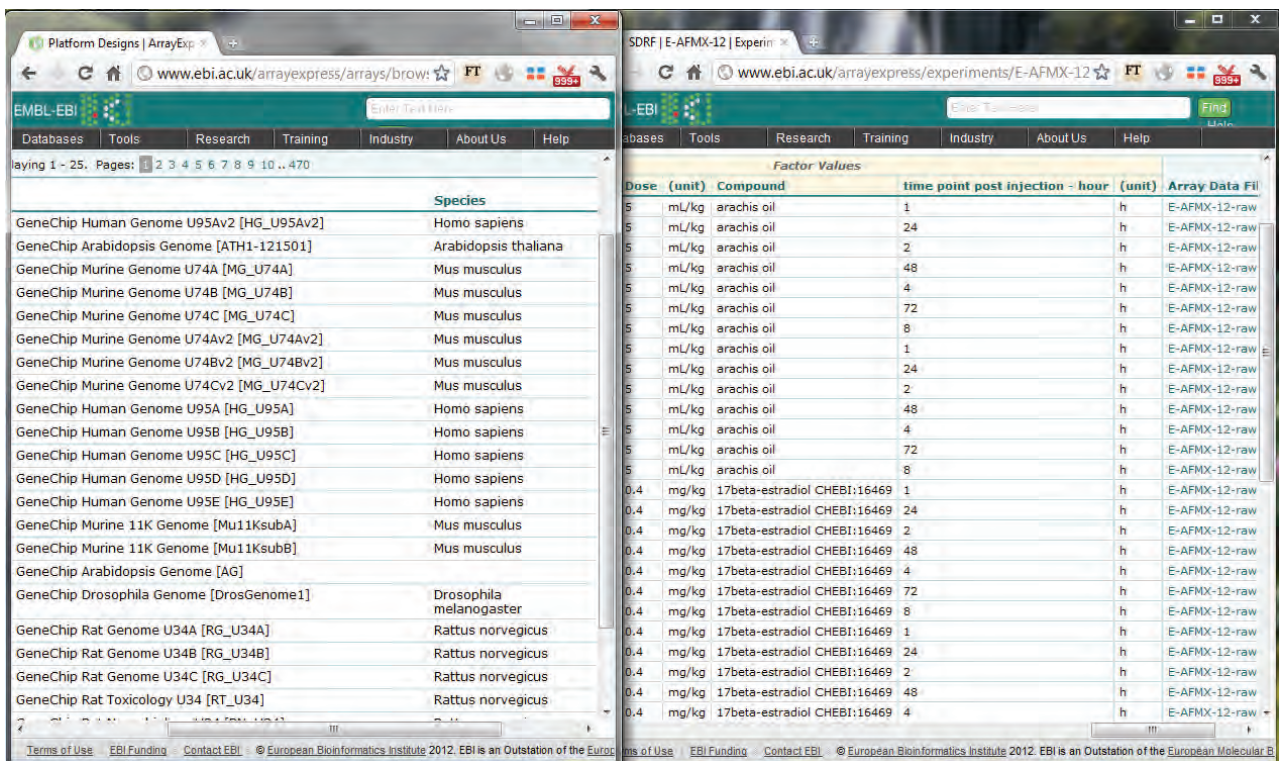 Platform Designs | ArrayExp
www.ebi.ac.uk/arrayexpress/arrays/brow
FT
999+
EMBL-EBI
Enter Text Here
Databases Tools Research Training Industry About Us Help
laying 1 - 25. Pages: 1 2 3 4 5 6 7 8 9 10 .. 470
Species
GeneChip Human Genome U95Av2 [HG_U95Av2] Homo sapiens
GeneChip Arabidopsis Genome [ATH1-121501] Arabidopsis thaliana
GeneChip Murine Genome U74A [MG_U74A] Mus musculus
GeneChip Murine Genome U74B [MG_U74B] Mus musculus
GeneChip Murine Genome U74C [MG_U74C] Mus musculus
GeneChip Murine Genome U74Av2 [MG_U74Av2] Mus musculus
GeneChip Murine Genome U74Bv2 [MG_U74Bv2] Mus musculus
GeneChip Murine Genome U74Cv2 [MG_U74Cv2] Mus musculus
GeneChip Human Genome U95A [HG_U95A] Homo sapiens
GeneChip Human Genome U95B [HG_U95B] Homo sapiens
GeneChip Human Genome U95C [HG_U95C] Homo sapiens
GeneChip Human Genome U95D [HG_U95D] Homo sapiens
GeneChip Human Genome U95E [HG_U95E] Homo sapiens
GeneChip Murine 11K Genome [Mu11KsubA] Mus musculus
GeneChip Murine 11K Genome [Mu11KsubB] Mus musculus
GeneChip Arabidopsis Genome [AG]
GeneChip Drosophila Genome [DrosGenome1] Drosophila
melanogaster
GeneChip Rat Genome U34A [RG_U34A] Rattus norvegicus
GeneChip Rat Genome U34B [RG_U34B] Rattus norvegicus
GeneChip Rat Genome U34C [RG_U34C] Rattus norvegicus
GeneChip Rat Toxicology U34 [RT_U34] Rattus norvegicus
Terms of Use EBI Funding Contact EBI © European Bioinformatics Institute 2012. EBI is an Outstation of the Europ
SDRF | E-AFMX-12 | Experin
www.ebi.ac.uk/arrayexpress/experiments/E-AFMX-12
FT
999+
L-EBI
Enter Text Here
Find
abases Tools Research Training Industry About Us Help
Factor Values
Dose (unit) Compound time point post injection - hour (unit) Array Data Fil
5 mL/kg arachis oil 1 h E-AFMX-12-raw
5 mL/kg arachis oil 24 h E-AFMX-12-raw
5 mL/kg arachis oil 2 h E-AFMX-12-raw
5 mL/kg arachis oil 48 h E-AFMX-12-raw
5 mL/kg arachis oil 4 h E-AFMX-12-raw
5 mL/kg arachis oil 72 h E-AFMX-12-raw
5 mL/kg arachis oil 8 h E-AFMX-12-raw
5 mL/kg arachis oil 1 h E-AFMX-12-raw
5 mL/kg arachis oil 24 h E-AFMX-12-raw
5 mL/kg arachis oil 2 h E-AFMX-12-raw
5 mL/kg arachis oil 48 h E-AFMX-12-raw
5 mL/kg arachis oil 4 h E-AFMX-12-raw
5 mL/kg arachis oil 72 h E-AFMX-12-raw
5 mL/kg arachis oil 8 h E-AFMX-12-raw
0.4 mg/kg 17beta-estradiol CHEBI:16469 1 h E-AFMX-12-raw
0.4 mg/kg 17beta-estradiol CHEBI:16469 24 h E-AFMX-12-raw
0.4 mg/kg 17beta-estradiol CHEBI:16469 2 h E-AFMX-12-raw
0.4 mg/kg 17beta-estradiol CHEBI:16469 48 h E-AFMX-12-raw
0.4 mg/kg 17beta-estradiol CHEBI:16469 4 h E-AFMX-12-raw
0.4 mg/kg 17beta-estradiol CHEBI:16469 72 h E-AFMX-12-raw
0.4 mg/kg 17beta-estradiol CHEBI:16469 8 h E-AFMX-12-raw
0.4 mg/kg 17beta-estradiol CHEBI:16469 1 h E-AFMX-12-raw
0.4 mg/kg 17beta-estradiol CHEBI:16469 24 h E-AFMX-12-raw
0.4 mg/kg 17beta-estradiol CHEBI:16469 2 h E-AFMX-12-raw
0.4 mg/kg 17beta-estradiol CHEBI:16469 48 h E-AFMX-12-raw
0.4 mg/kg 17beta-estradiol CHEBI:16469 4 h E-AFMX-12-raw
ms of Use EBI Funding Contact EBI © European Bioinformatics Institute 2012. EBI is an Outstation of the European Molecular B